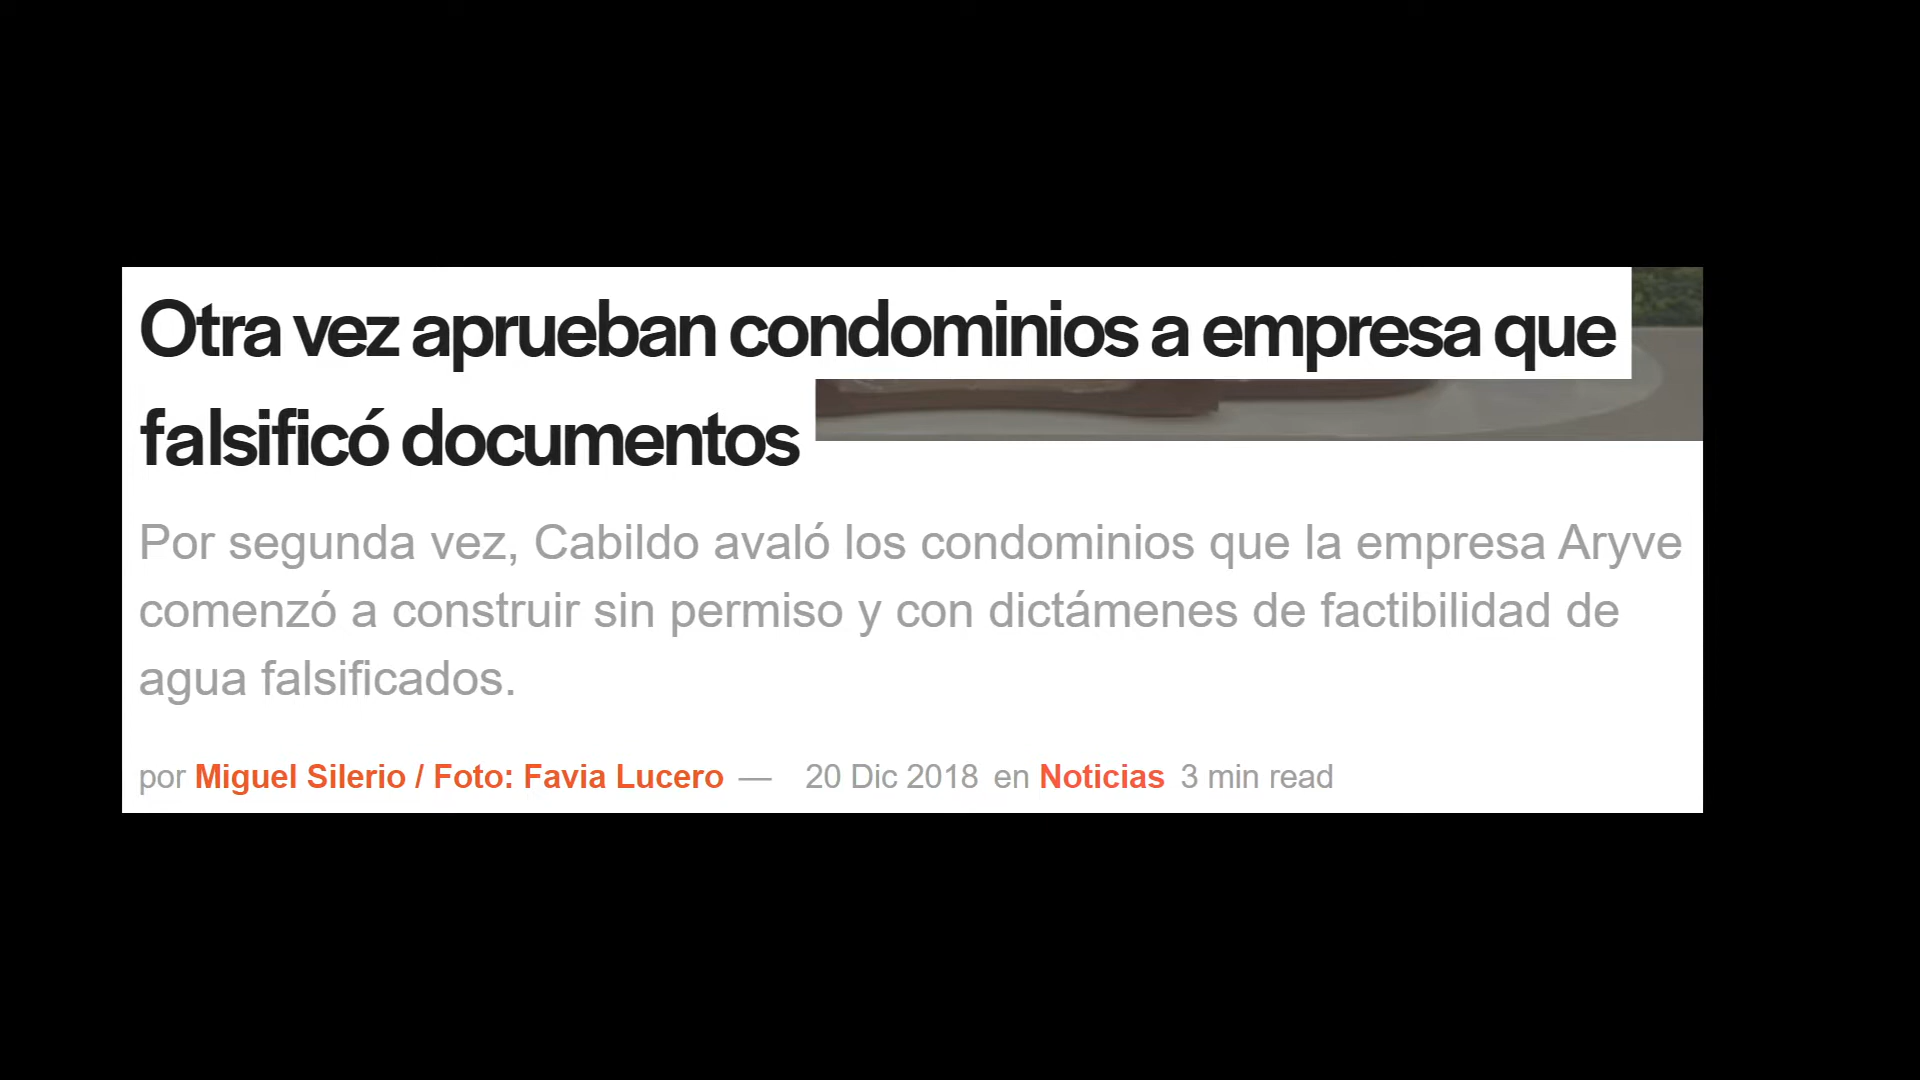 Otra vez aprueban condominios a empresa que
falsificó documentos
Por segunda vez, Cabildo avaló los condominios que la empresa Aryve
comenzó a construir sin permiso y con dictámenes de factibilidad de
agua falsificados.
por Miguel Silerio / Foto: Favia Lucero — 20 Dic 2018 en Noticias 3 min read